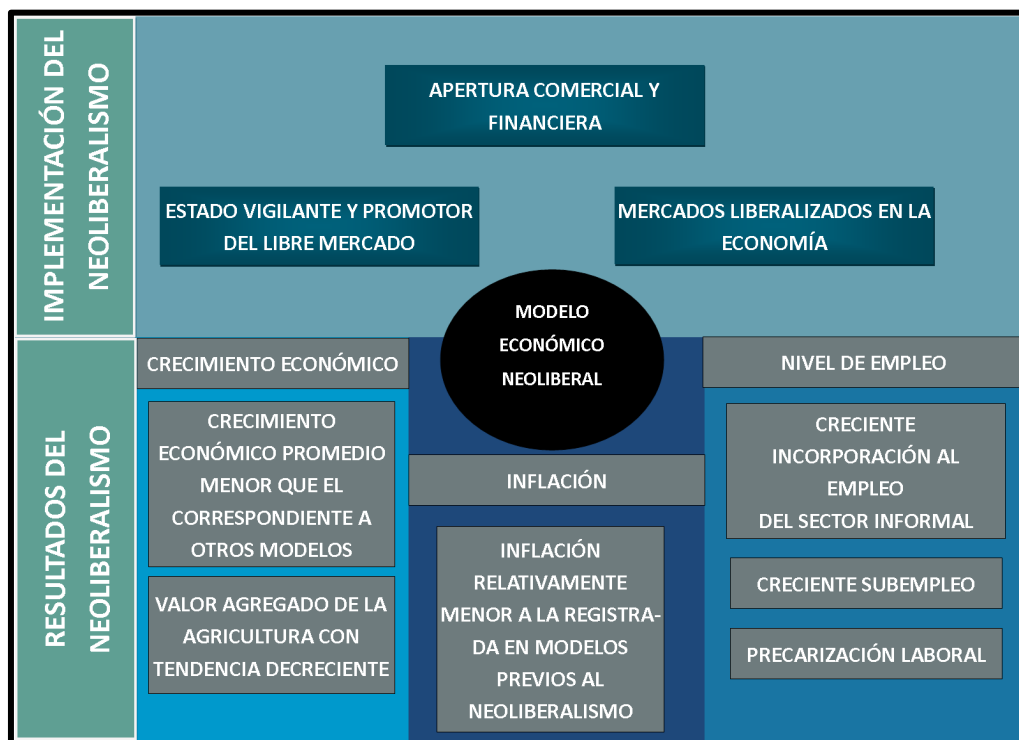 IMPLEMENTACIÓN DEL
NEOLIBERALISMO
APERTURA COMERCIAL Y
FINANCIERA
ESTADO VIGILANTE Y PROMOTOR
DEL LIBRE MERCADO
MERCADOS LIBERALIZADOS EN LA
ECONOMÍA
MODELO
ECONÓMICO
NEOLIBERAL
RESULTADOS DEL
NEOLIBERALISMO
CRECIMIENTO ECONÓMICO
CRECIMIENTO
ECONÓMICO PROMEDIO
MENOR QUE EL
CORRESPONDIENTE A
OTROS MODELOS
VALOR AGREGADO DE LA
AGRICULTURA CON
TENDENCIA DECRECIENTE
INFLACIÓN
INFLACIÓN
RELATIVAMENTE
MENOR A LA REGISTRA-
DA EN MODELOS
PREVIOS AL
NEOLIBERALISMO
NIVEL DE EMPLEO
CRECIENTE
INCORPORACIÓN AL
EMPLEO
DEL SECTOR INFORMAL
CRECIENTE SUBEMPLEO
PRECARIZACIÓN LABORAL